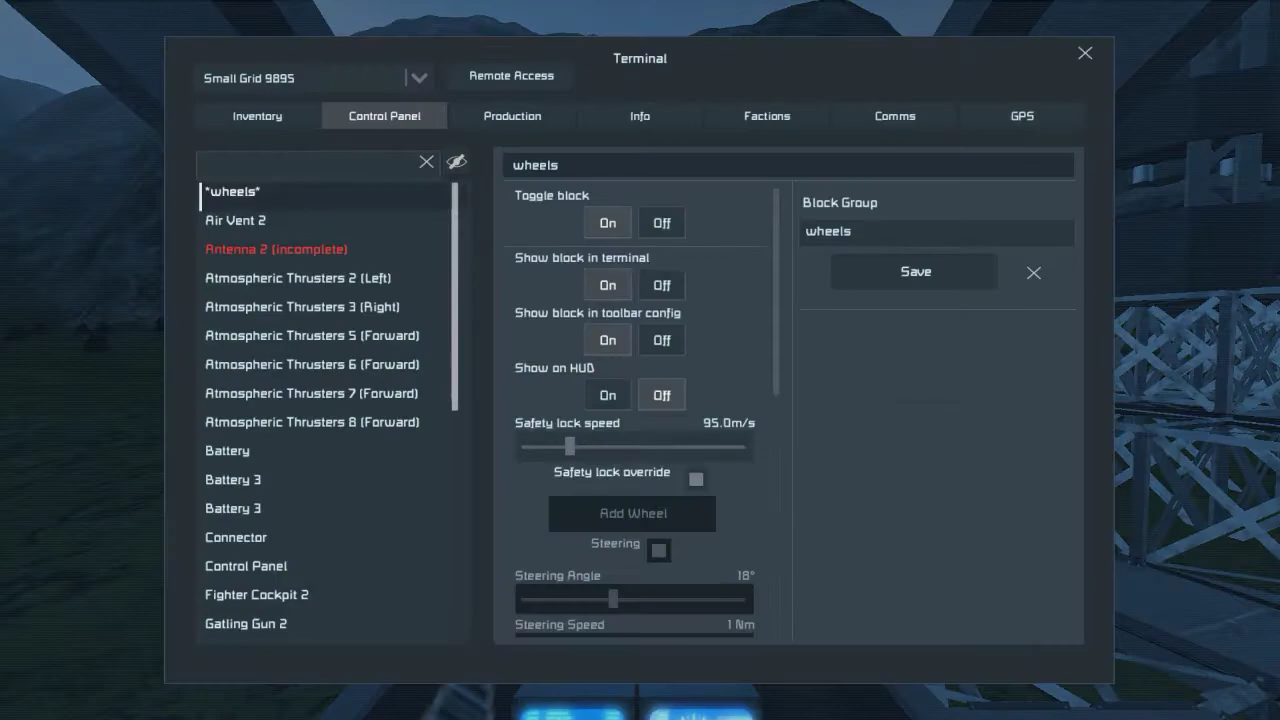 Terminal
Small Grid 9895
Remote Access
Inventory
Control Panel
Production
Info
Factions
Comms
GPS
*wheels*
Air Vent 2
Antenna 2 (Incomplete)
Atmospheric Thrusters 2 (Left)
Atmospheric Thrusters 3 (Right)
Atmospheric Thrusters 5 (Forward)
Atmospheric Thrusters 6 (Forward)
Atmospheric Thrusters 7 (Forward)
Atmospheric Thrusters 8 (Forward)
Battery
Battery 3
Battery 3
Connector
Control Panel
Fighter Cockpit 2
Gatling Gun 2
wheels
Toggle block
On Off
Show block in terminal
On Off
Show block in toolbar config
On Off
Show on HUD
On Off
Safety lock speed 95.0m/s
Safety lock override
Add Wheel
Steering
Steering Angle 18°
Steering Speed 1 Nm
Block Group
wheels
Save